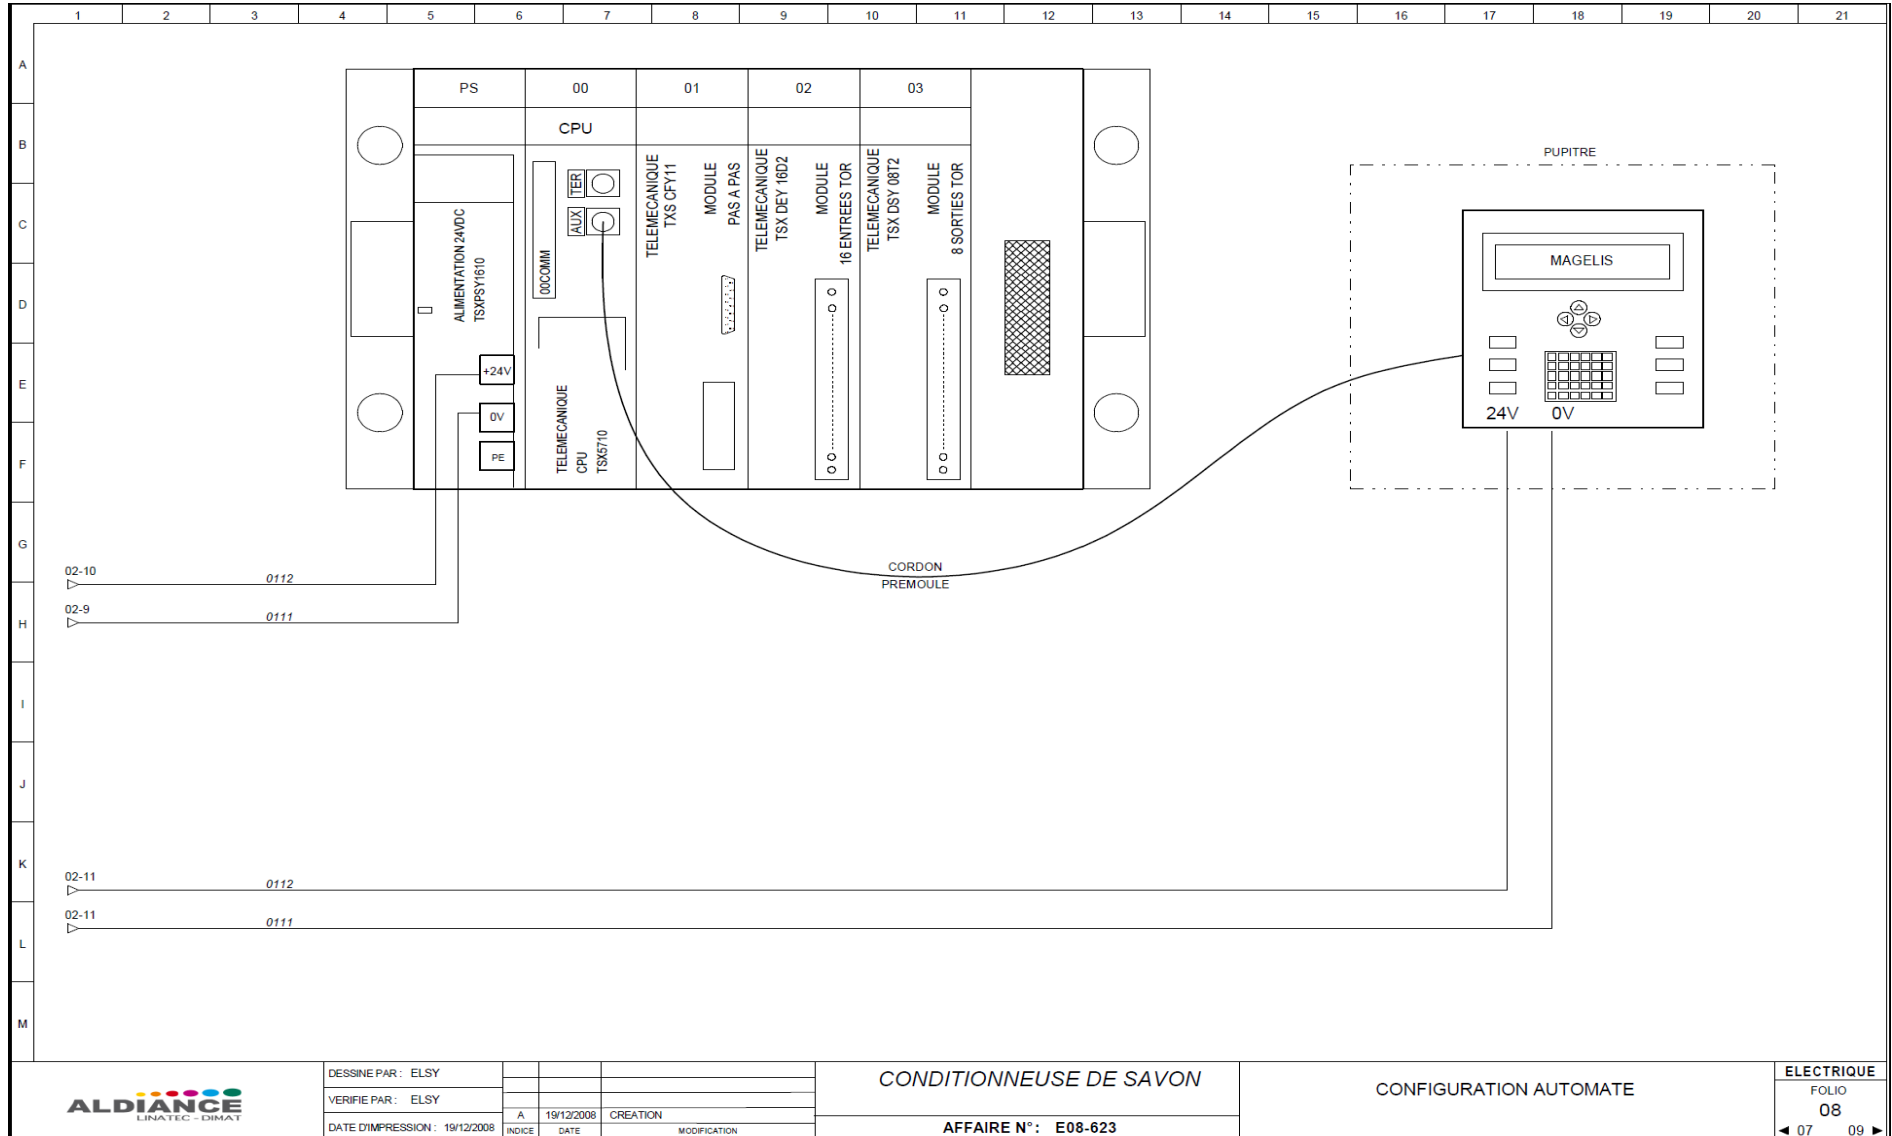 1 2 3 4 5 6 7 8 9 10 11 12 13 14 15 16 17 18 19 20 21
A
B
C
D
E
F
G
H
I
J
K
L
M
PS 00 01 02 03
CPU
ALIMENTATION 24VDC
TSXPSY1610
+24V
0V
PE
00COMM
TER
AUX
TELEMECANIQUE
CPU
TSX5710
TELEMECANIQUE
TXS CFY11
MODULE
PAS A PAS
TELEMECANIQUE
TSX DEY 16D2
MODULE
16 ENTREES TOR
TELEMECANIQUE
TSX DSY 08T2
MODULE
8 SORTIES TOR
PUPITRE
MAGELIS
24V 0V
CORDON
PREMOULE
02-10
0112
02-9
0111
02-11
0112
02-11
0111
ALDIANCE
LINATEC - DIMAT
DESSINE PAR : ELSY
VERIFIE PAR : ELSY
DATE D'IMPRESSION : 19/12/2008
A 19/12/2008 CREATION
INDICE DATE MODIFICATION
CONDITIONNEUSE DE SAVON
AFFAIRE N° : E08-623
CONFIGURATION AUTOMATE
ELECTRIQUE
FOLIO
08
07 09